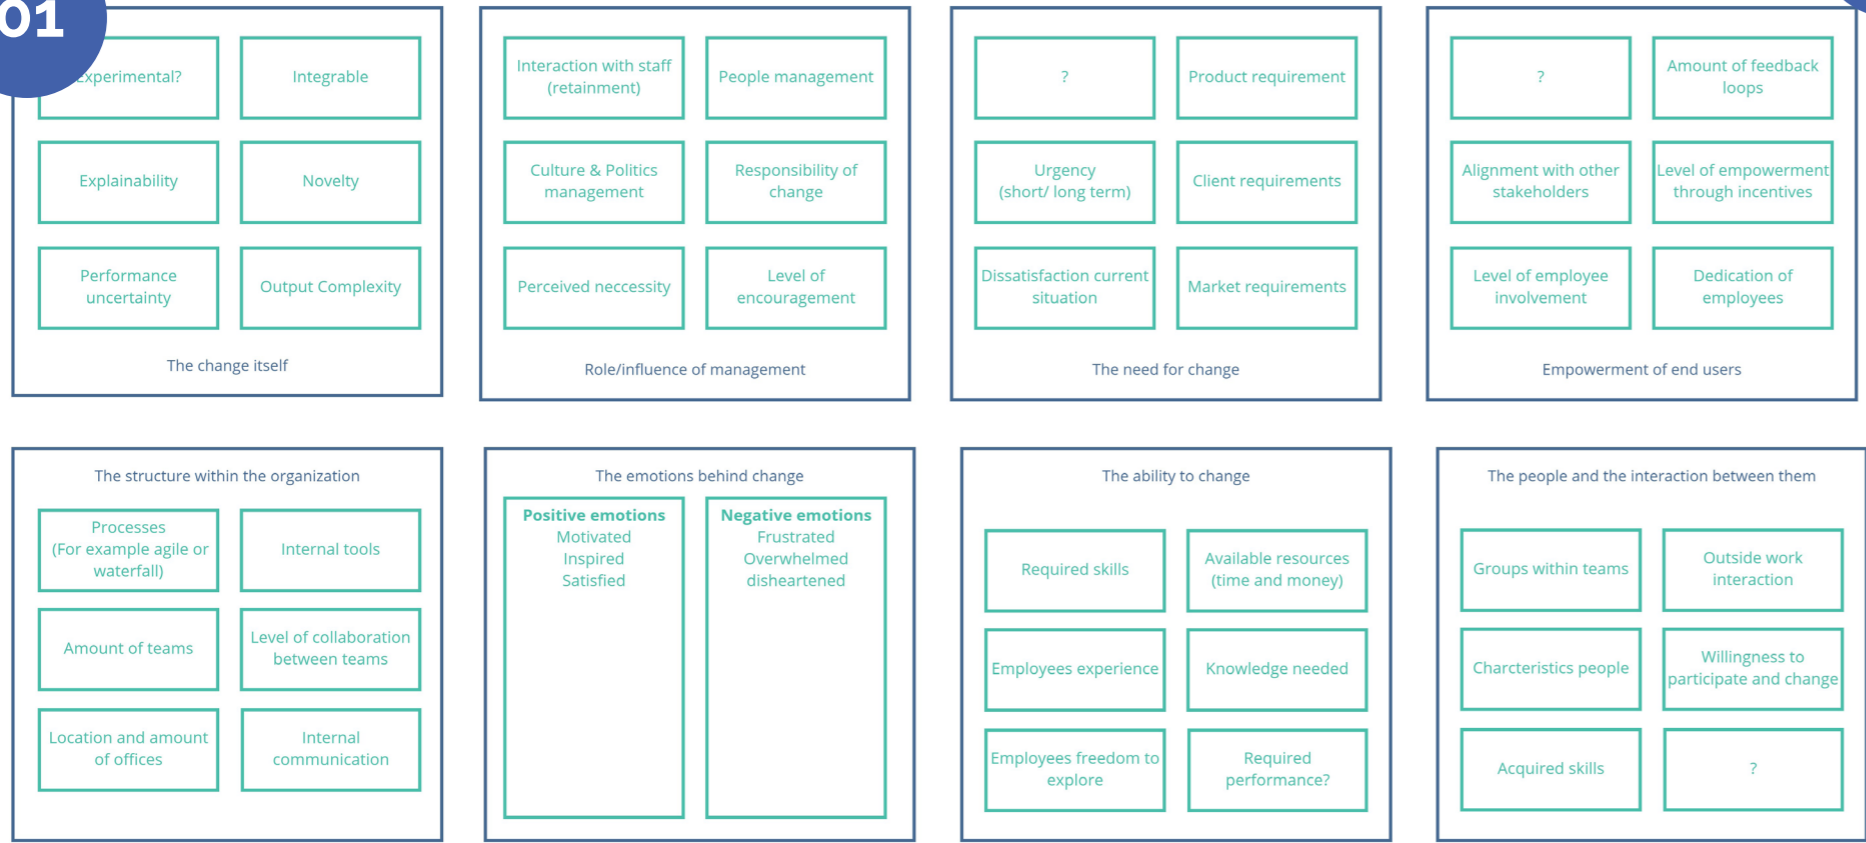 01
Experimental?
Integrable
Explainability
Novelty
Performance
uncertainty
Output Complexity
The change itself
Interaction with staff
(retainment)
People management
Culture & Politics
management
Responsibility of
change
Perceived neccessity
Level of
encouragement
Role/influence of management
?
Product requirement
Urgency
(short/ long term)
Client requirements
Dissatisfaction current
situation
Market requirements
The need for change
?
Amount of feedback
loops
Alignment with other
stakeholders
Level of empowerment
through incentives
Level of employee
involvement
Dedication of
employees
Empowerment of end users
The structure within the organization
Processes
(For example agile or
waterfall)
Internal tools
Amount of teams
Level of collaboration
between teams
Location and amount
of offices
Internal
communication
The emotions behind change
Positive emotions
Motivated
Inspired
Satisfied
Negative emotions
Frustrated
Overwhelmed
disheartened
The ability to change
Required skills
Available resources
(time and money)
Employees experience
Knowledge needed
Employees freedom to
explore
Required
performance?
The people and the interaction between them
Groups within teams
Outside work
interaction
Charcteristics people
Willingness to
participate and change
Acquired skills
?